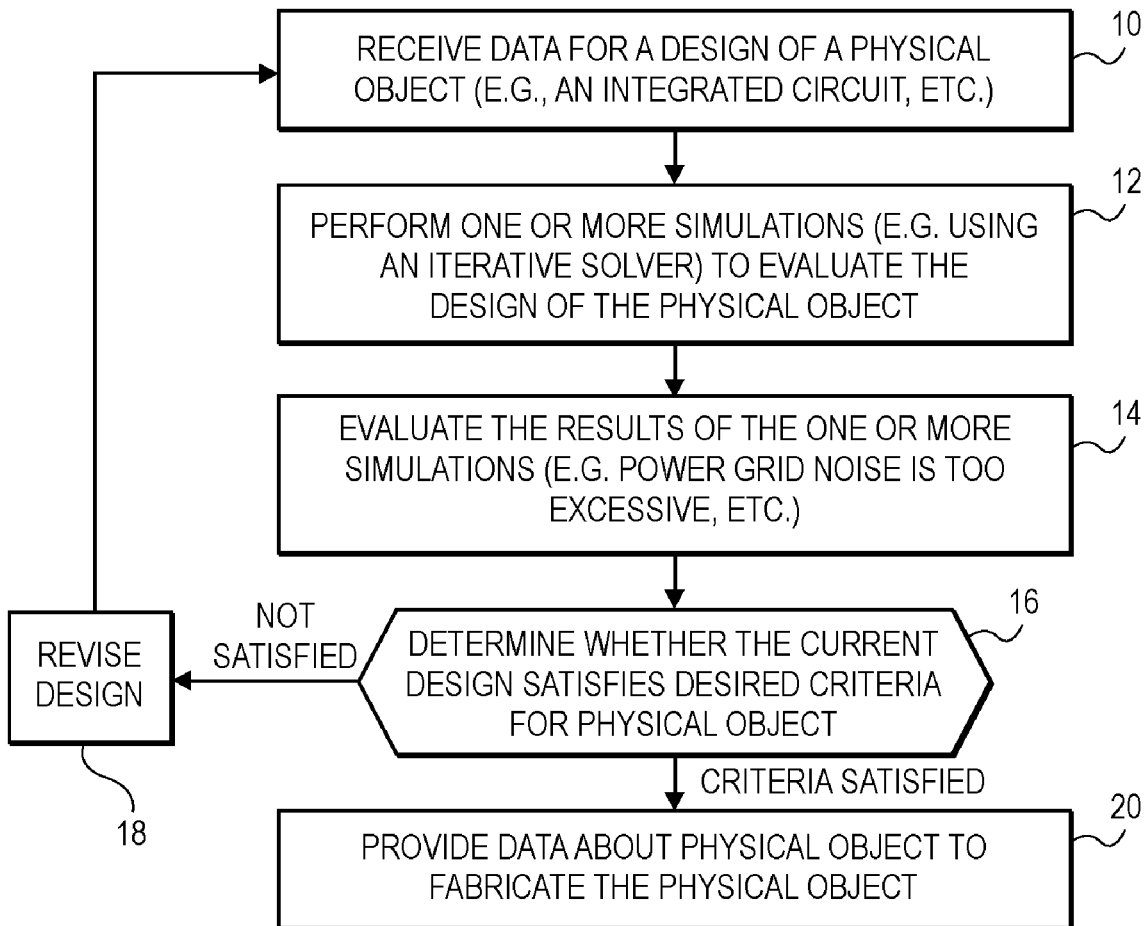 10
RECEIVE DATA FOR A DESIGN OF A PHYSICAL
OBJECT (E.G., AN INTEGRATED CIRCUIT, ETC.)
12
PERFORM ONE OR MORE SIMULATIONS (E.G. USING
AN ITERATIVE SOLVER) TO EVALUATE THE
DESIGN OF THE PHYSICAL OBJECT
14
EVALUATE THE RESULTS OF THE ONE OR MORE
SIMULATIONS (E.G. POWER GRID NOISE IS TOO
EXCESSIVE, ETC.)
16
DETERMINE WHETHER THE CURRENT
DESIGN SATISFIES DESIRED CRITERIA
FOR PHYSICAL OBJECT
NOT
SATISFIED
REVISE
DESIGN
18
CRITERIA SATISFIED
20
PROVIDE DATA ABOUT PHYSICAL OBJECT TO
FABRICATE THE PHYSICAL OBJECT